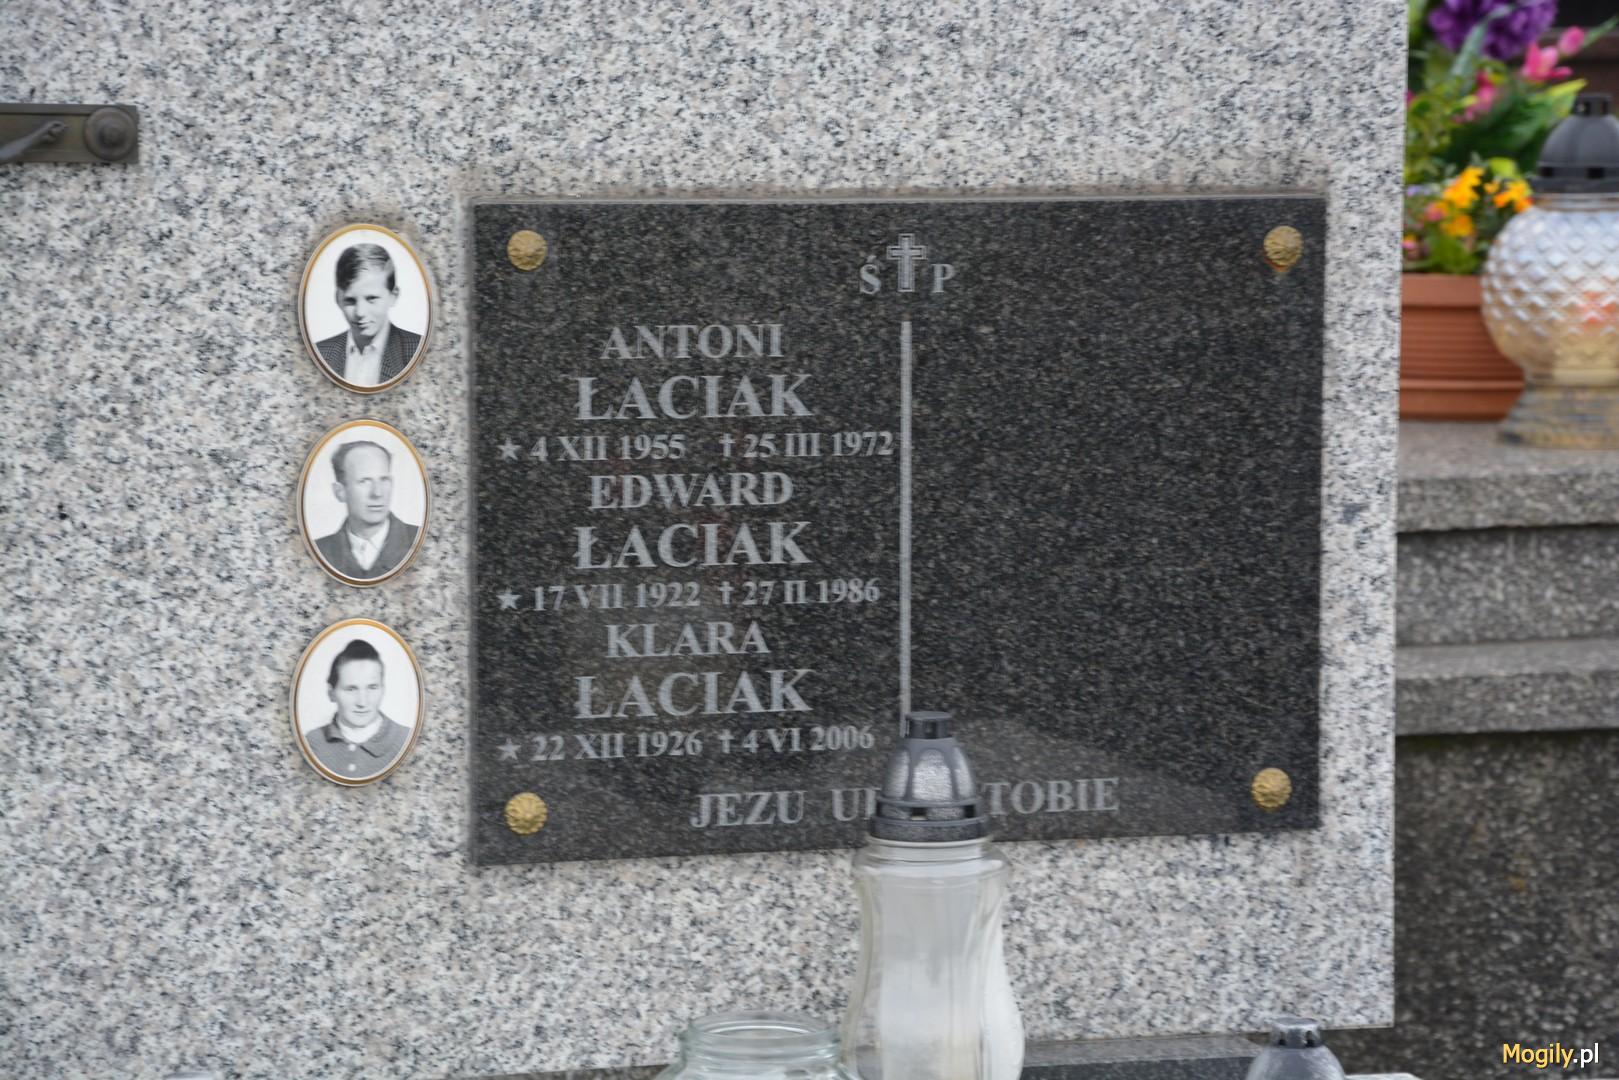 Ś P
ANTONI
ŁACIAK
★ 4 XII 1955 † 25 III 1972
EDWARD
ŁACIAK
★ 17 VII 1922 † 27 II 1986
KLARA
ŁACIAK
★ 22 XII 1926 † 4 VI 2006
JEZU TOBIE
Mogily.pl